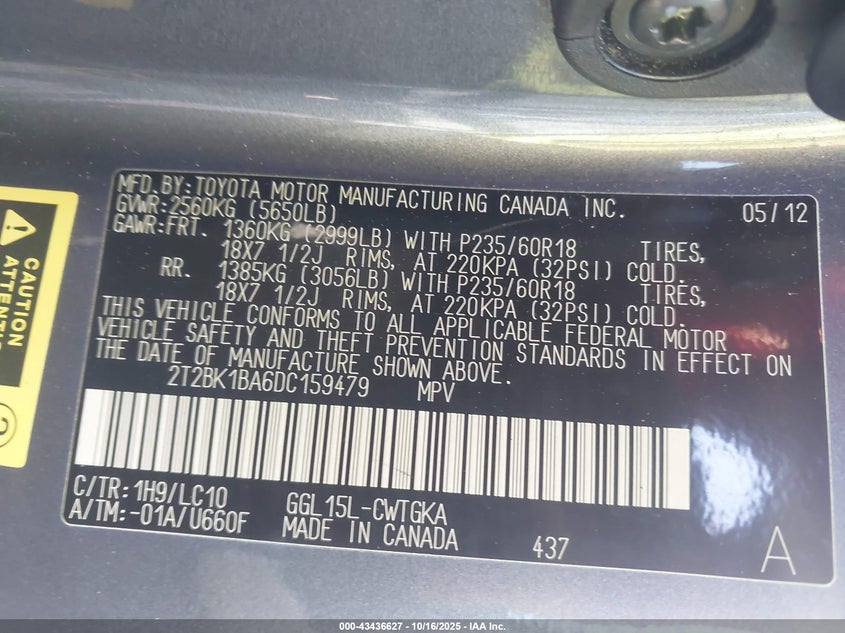 MFD.BY:TOYOTA MOTOR MANUFACTURING CANADA INC. 05/12
GVWR:2560KG (5650LB)
GAWR:FRT. 1360KG (2999LB) WITH P235/60R18 TIRES,
18X7 1/2J RIMS, AT 220KPA (32PSI) COLD.
RR. 1385KG (3056LB) WITH P235/60R18 TIRES,
18X7 1/2J RIMS, AT 220KPA (32PSI) COLD.
THIS VEHICLE CONFORMS TO ALL APPLICABLE FEDERAL MOTOR
VEHICLE SAFETY AND THEFT PREVENTION STANDARDS IN EFFECT ON
THE DATE OF MANUFACTURE SHOWN ABOVE.
2T2BK1BA6DC159479 MPV
C/TR:1H9/LC10 GGL15L-CWTGKA
A/TM:-01A/U660F MADE IN CANADA 437 A
CAUTION
000-43436627 - 10/16/2025 - IAA Inc.